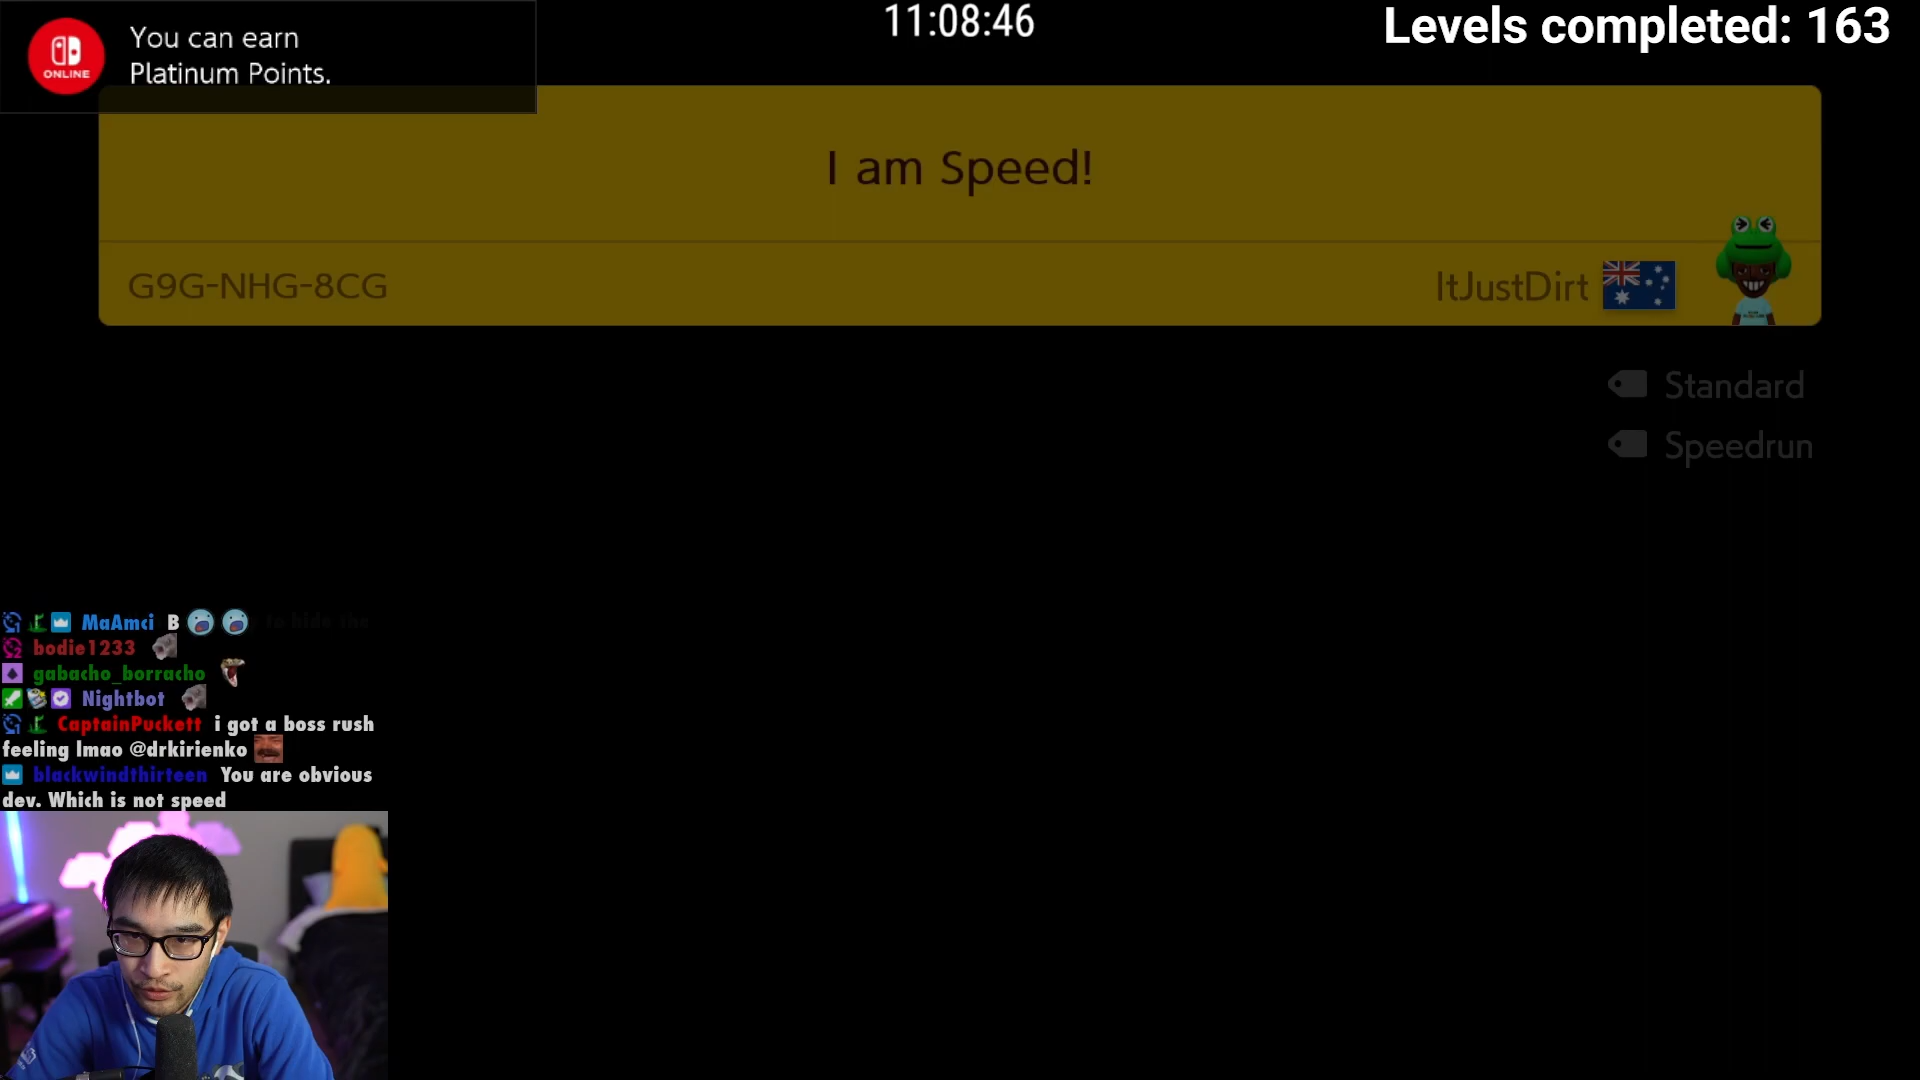 You can earn
Platinum Points.
ONLINE
11:08:46
Levels completed: 163
I am Speed!
G9G-NHG-8CG
ItJustDirt
Standard
Speedrun
MaAmci B
bodie1233
gabacho_borracho
Nightbot
CaptainPuckett i got a boss rush
feeling lmao @drkirienko
blackwindthirteen You are obvious
dev. Which is not speed